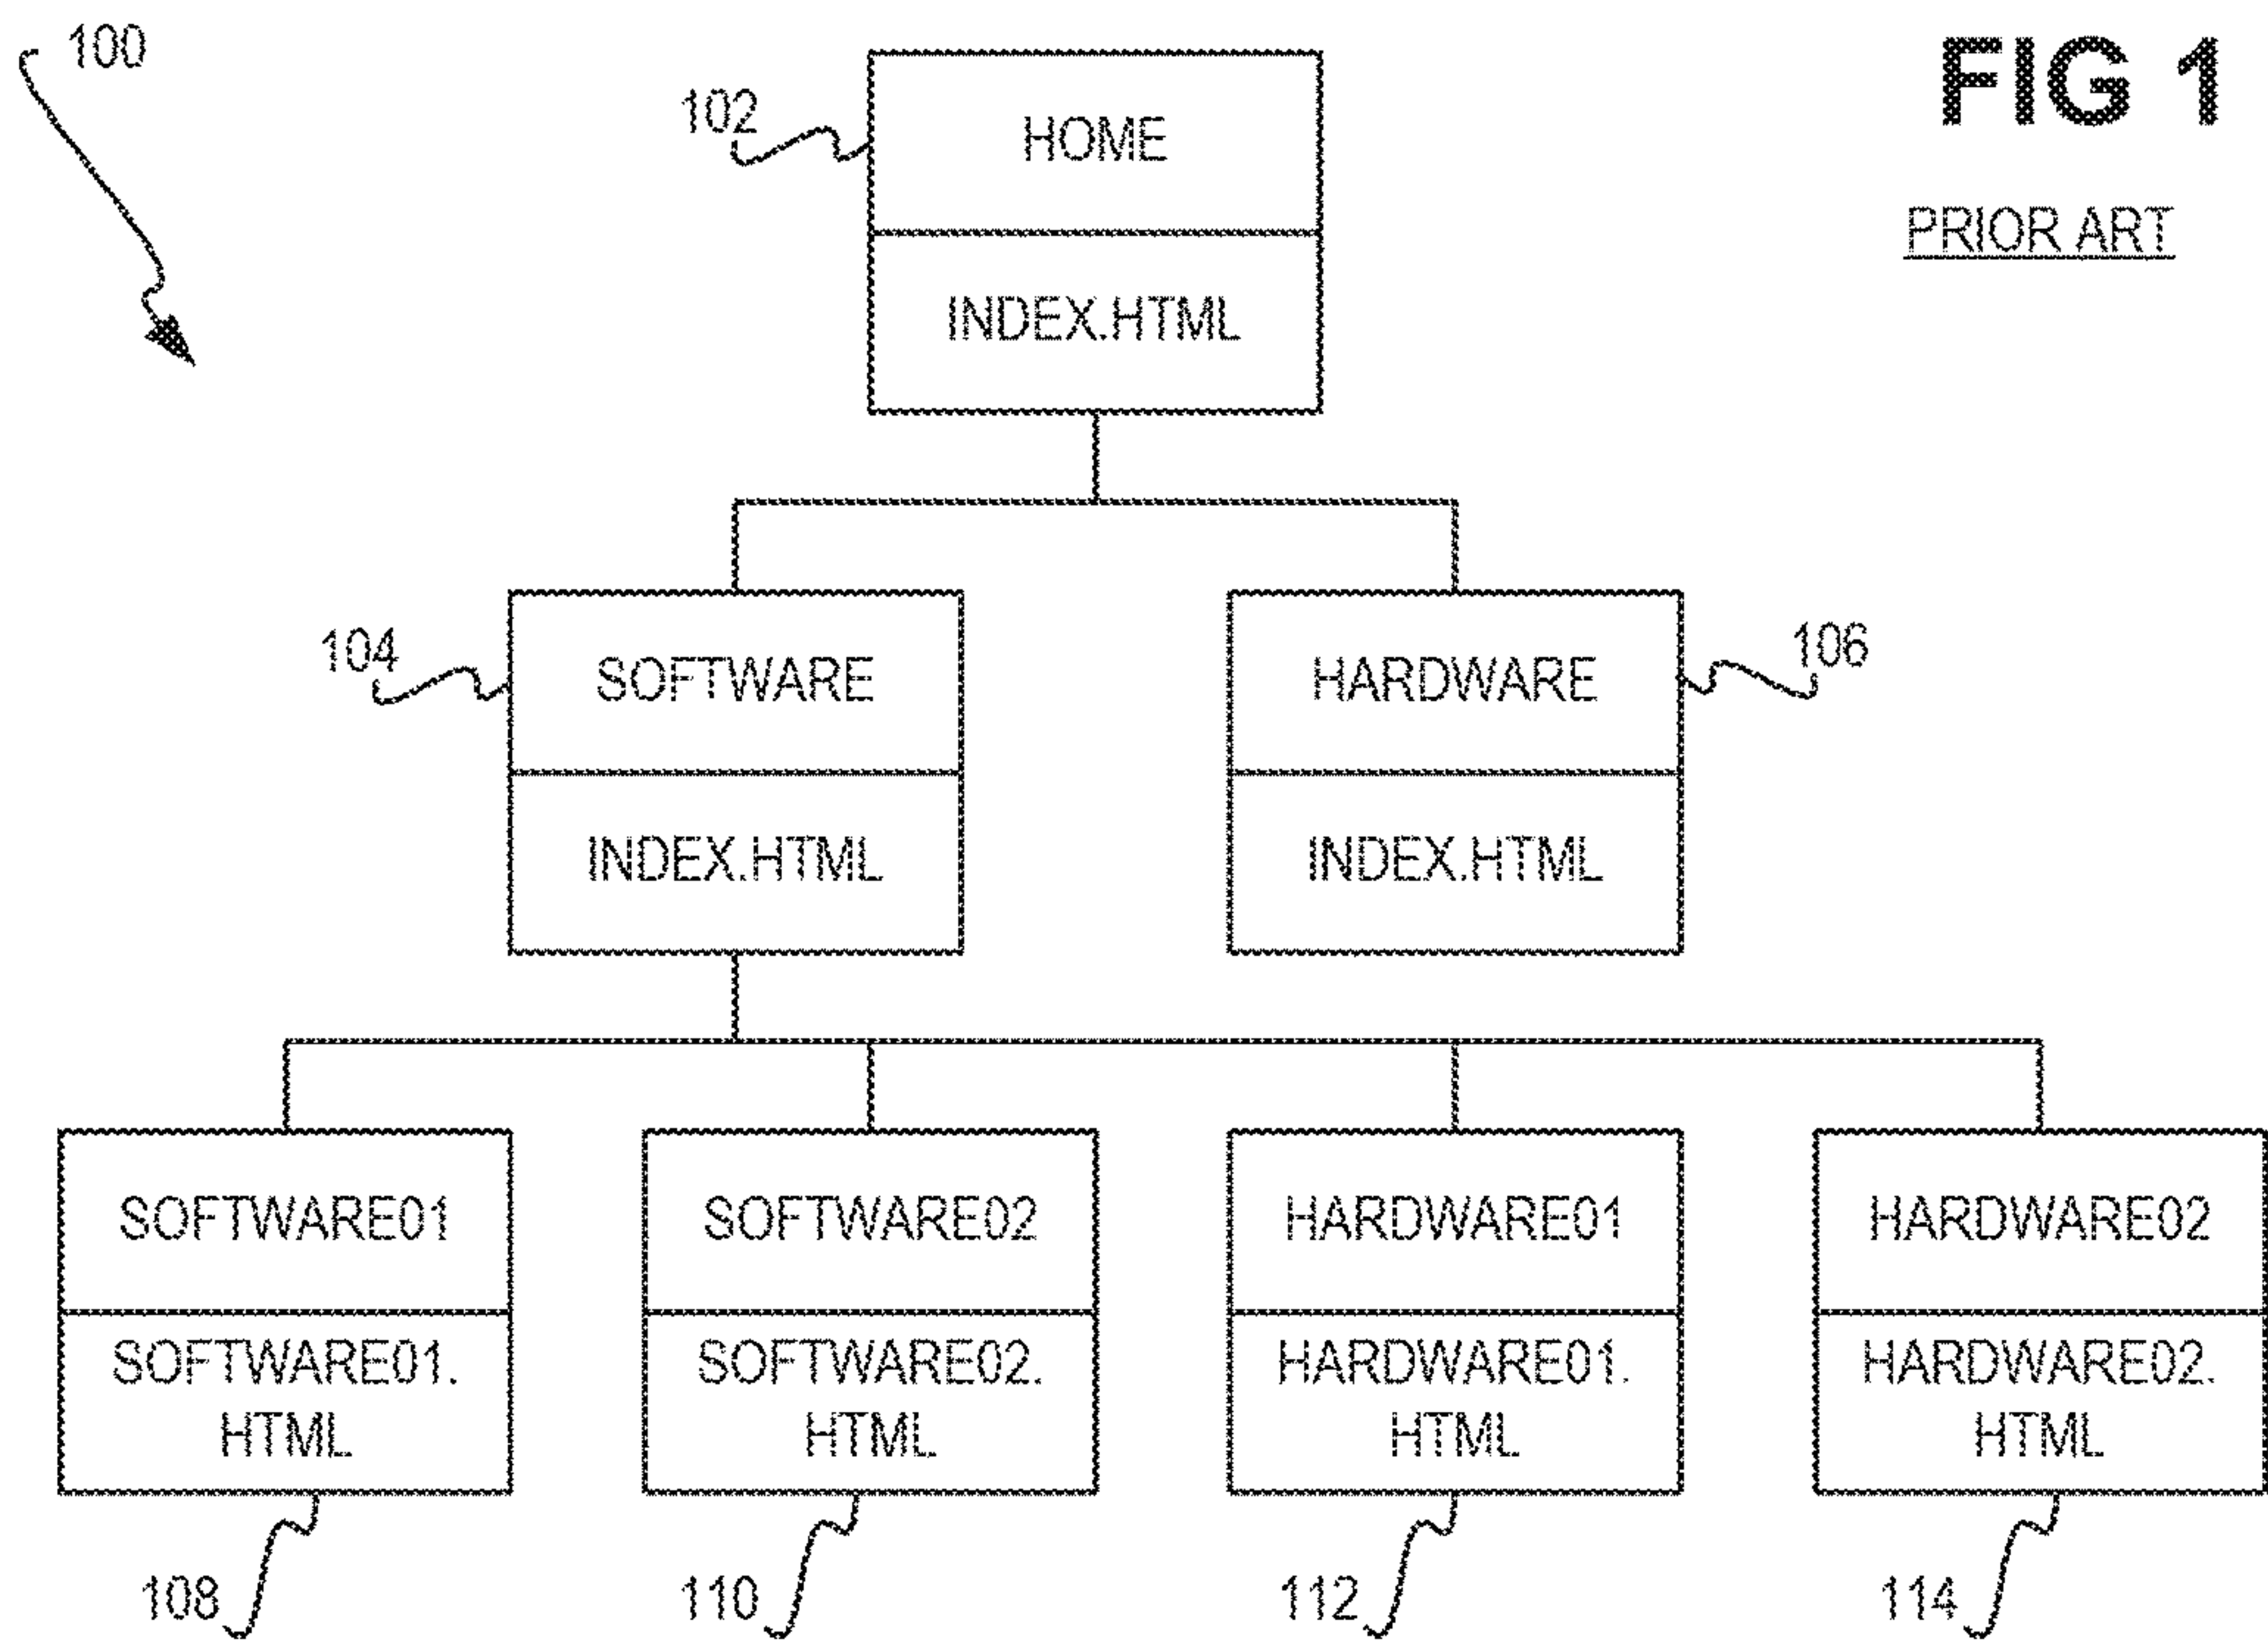 100
FIG 1
102
HOME
PRIOR ART
INDEX.HTML
104
SOFTWARE
HARDWARE
106
INDEX.HTML
INDEX.HTML
SOFTWARE01
SOFTWARE02
HARDWARE01
HARDWARE02
SOFTWARE01.
HTML
SOFTWARE02.
HTML
HARDWARE01.
HTML
HARDWARE02.
HTML
108
110
112
114